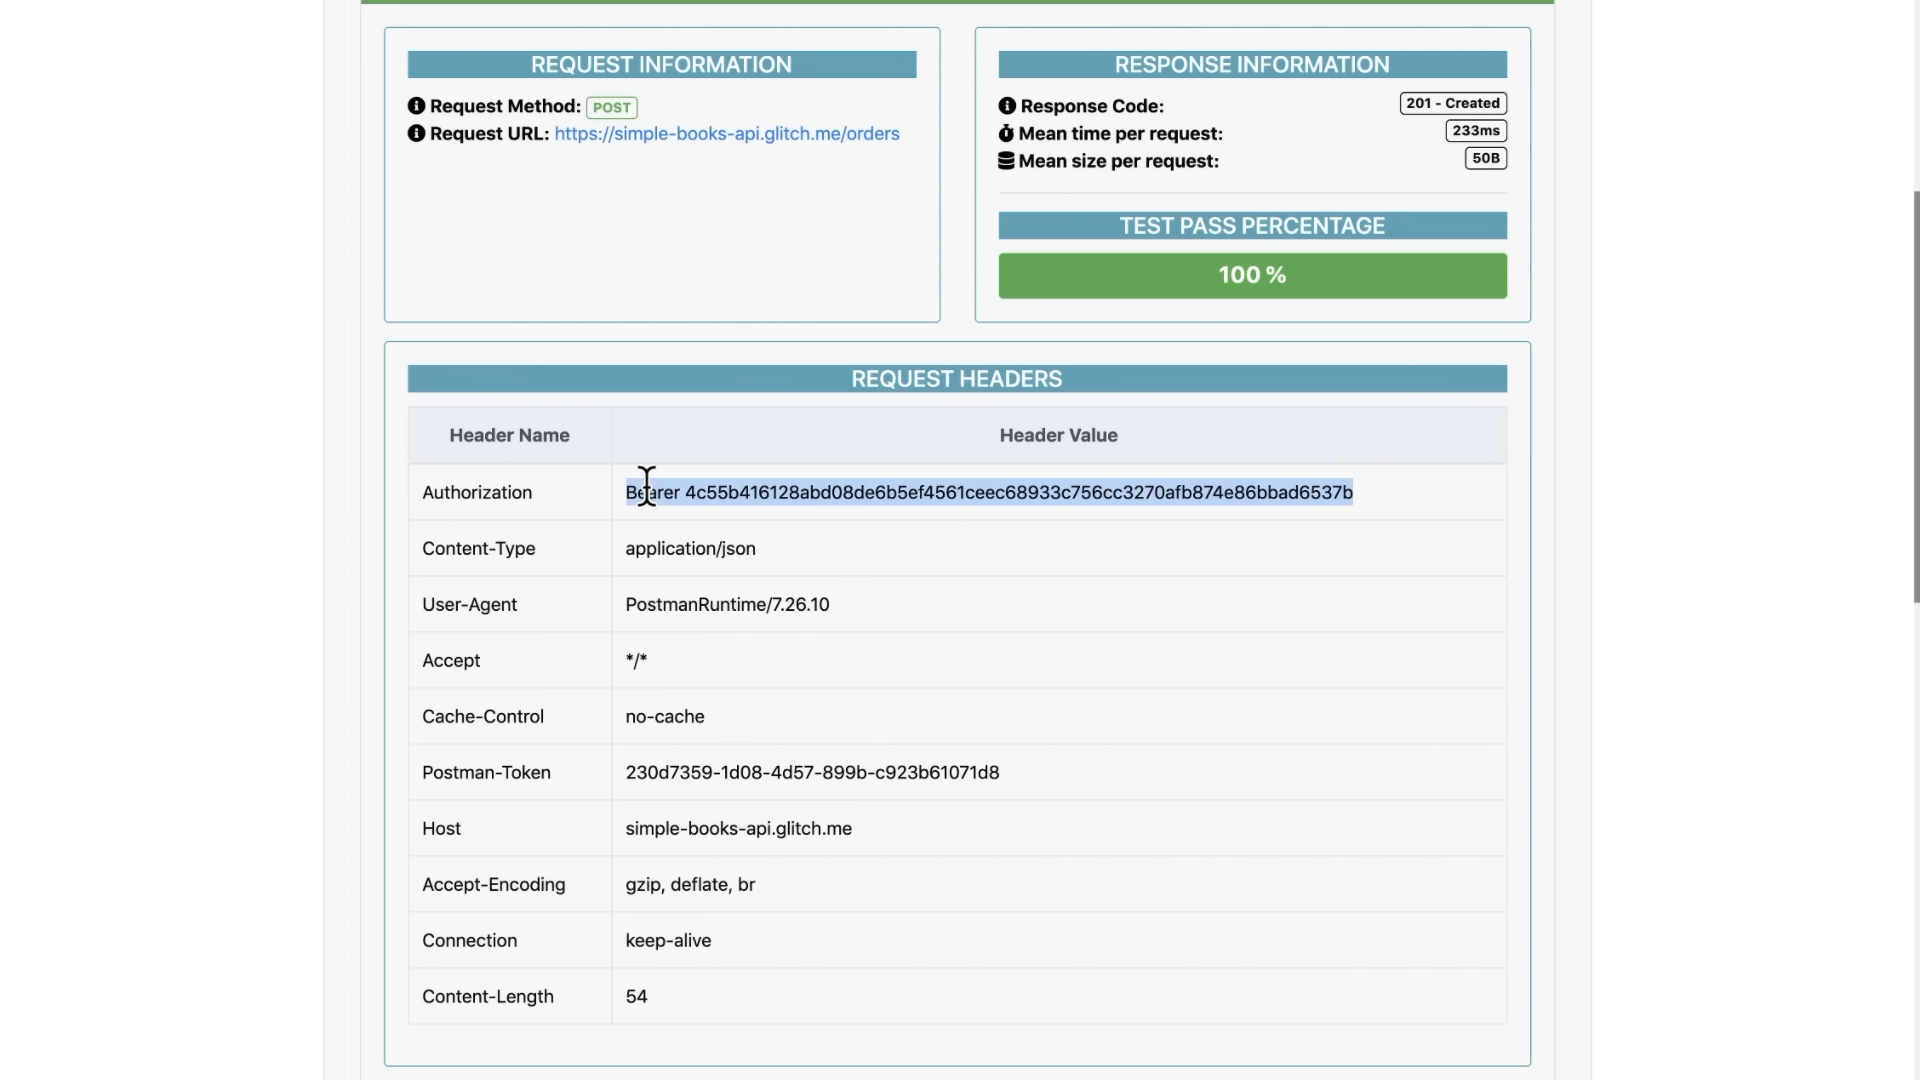 REQUEST INFORMATION
Request Method: POST
Request URL: https://simple-books-api.glitch.me/orders
RESPONSE INFORMATION
Response Code: 201 - Created
Mean time per request: 233ms
Mean size per request: 50B
TEST PASS PERCENTAGE
100 %
REQUEST HEADERS
Header Name Header Value
Authorization Bearer 4c55b416128abd08de6b5ef4561ceec68933c756cc3270afb874e86bbad6537b
Content-Type application/json
User-Agent PostmanRuntime/7.26.10
Accept */*
Cache-Control no-cache
Postman-Token 230d7359-1d08-4d57-899b-c923b61071d8
Host simple-books-api.glitch.me
Accept-Encoding gzip, deflate, br
Connection keep-alive
Content-Length 54